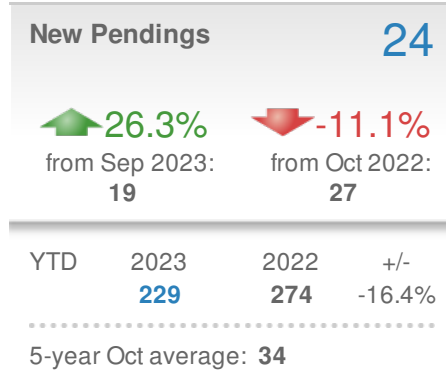 New Pendings 24
26.3% -11.1%
from Sep 2023: from Oct 2022:
19 27
YTD 2023 2022 +/-
229 274 -16.4%
5-year Oct average: 34